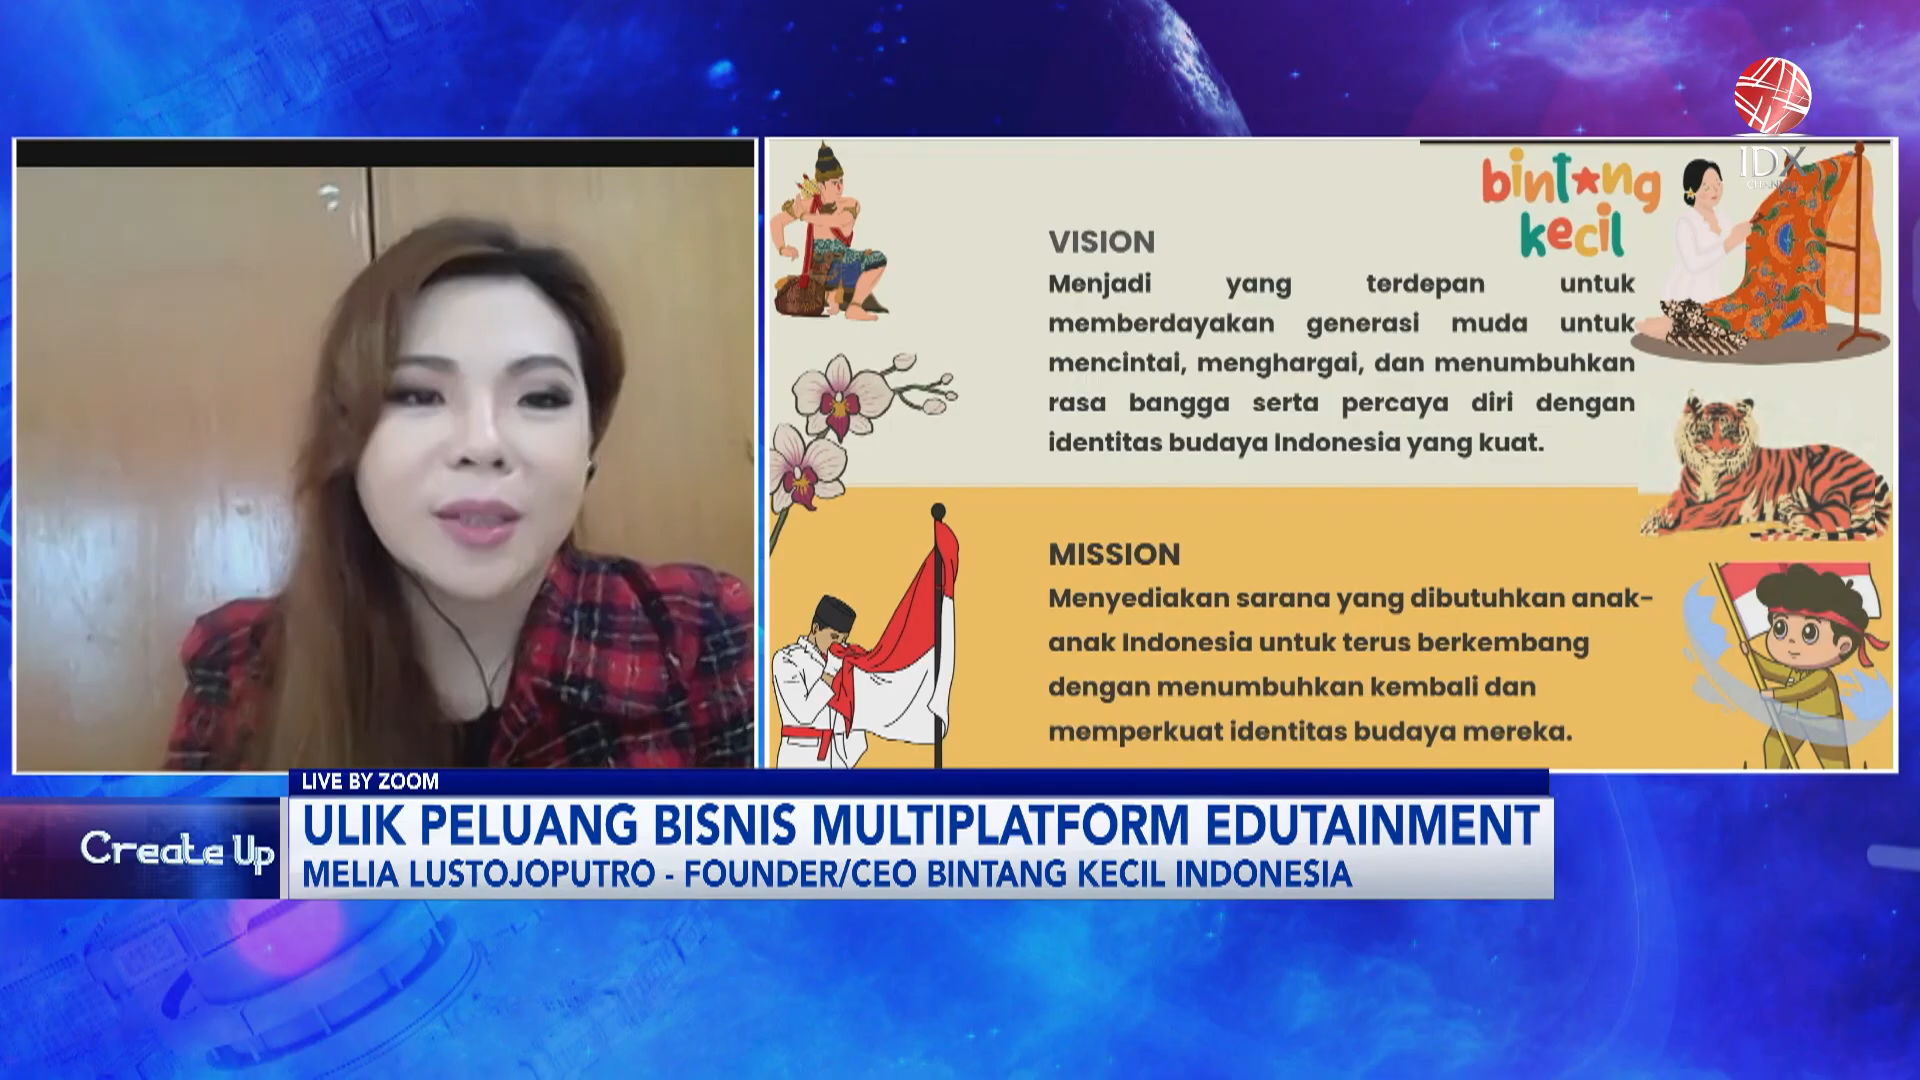 IDX
CHANNEL
bintang
kecil
VISION
Menjadi yang terdepan untuk
memberdayakan generasi muda untuk
mencintai, menghargai, dan menumbuhkan
rasa bangga serta percaya diri dengan
identitas budaya Indonesia yang kuat.
MISSION
Menyediakan sarana yang dibutuhkan anak-
anak Indonesia untuk terus berkembang
dengan menumbuhkan kembali dan
memperkuat identitas budaya mereka.
LIVE BY ZOOM
Create Up
ULIK PELUANG BISNIS MULTIPLATFORM EDUTAINMENT
MELIA LUSTOJOPUTRO - FOUNDER/CEO BINTANG KECIL INDONESIA